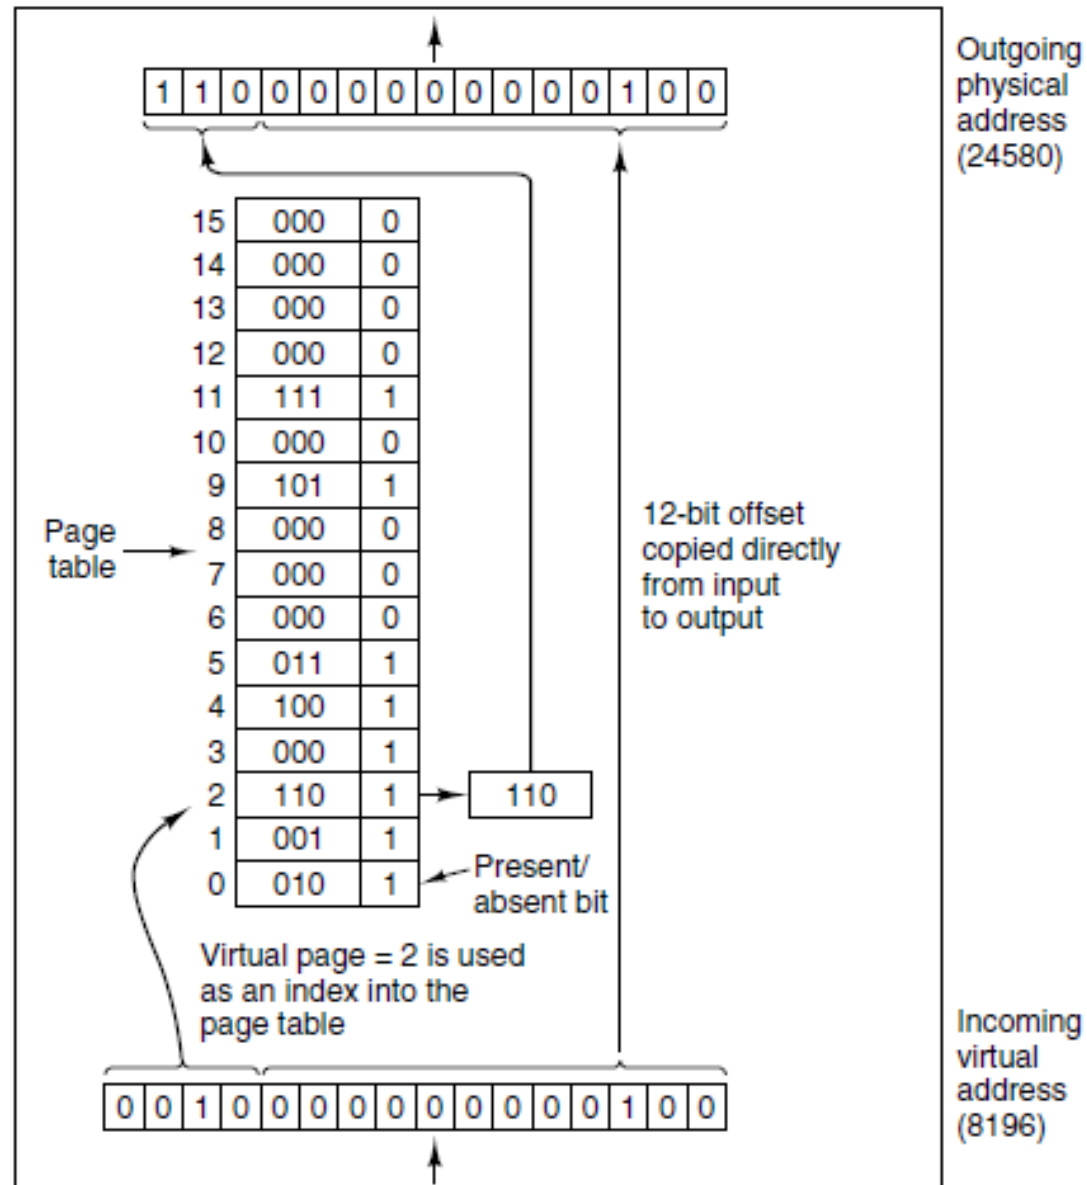 1 1 0 0 0 0 0 0 0 0 0 0 1 0 0
Outgoing
physical
address
(24580)
15 000 0
14 000 0
13 000 0
12 000 0
11 111 1
10 000 0
9 101 1
8 000 0
7 000 0
6 000 0
5 011 1
4 100 1
3 000 1
2 110 1
1 001 1
0 010 1
Page
table
110
Present/
absent bit
12-bit offset
copied directly
from input
to output
Virtual page = 2 is used
as an index into the
page table
0 0 1 0 0 0 0 0 0 0 0 0 0 1 0 0
Incoming
virtual
address
(8196)